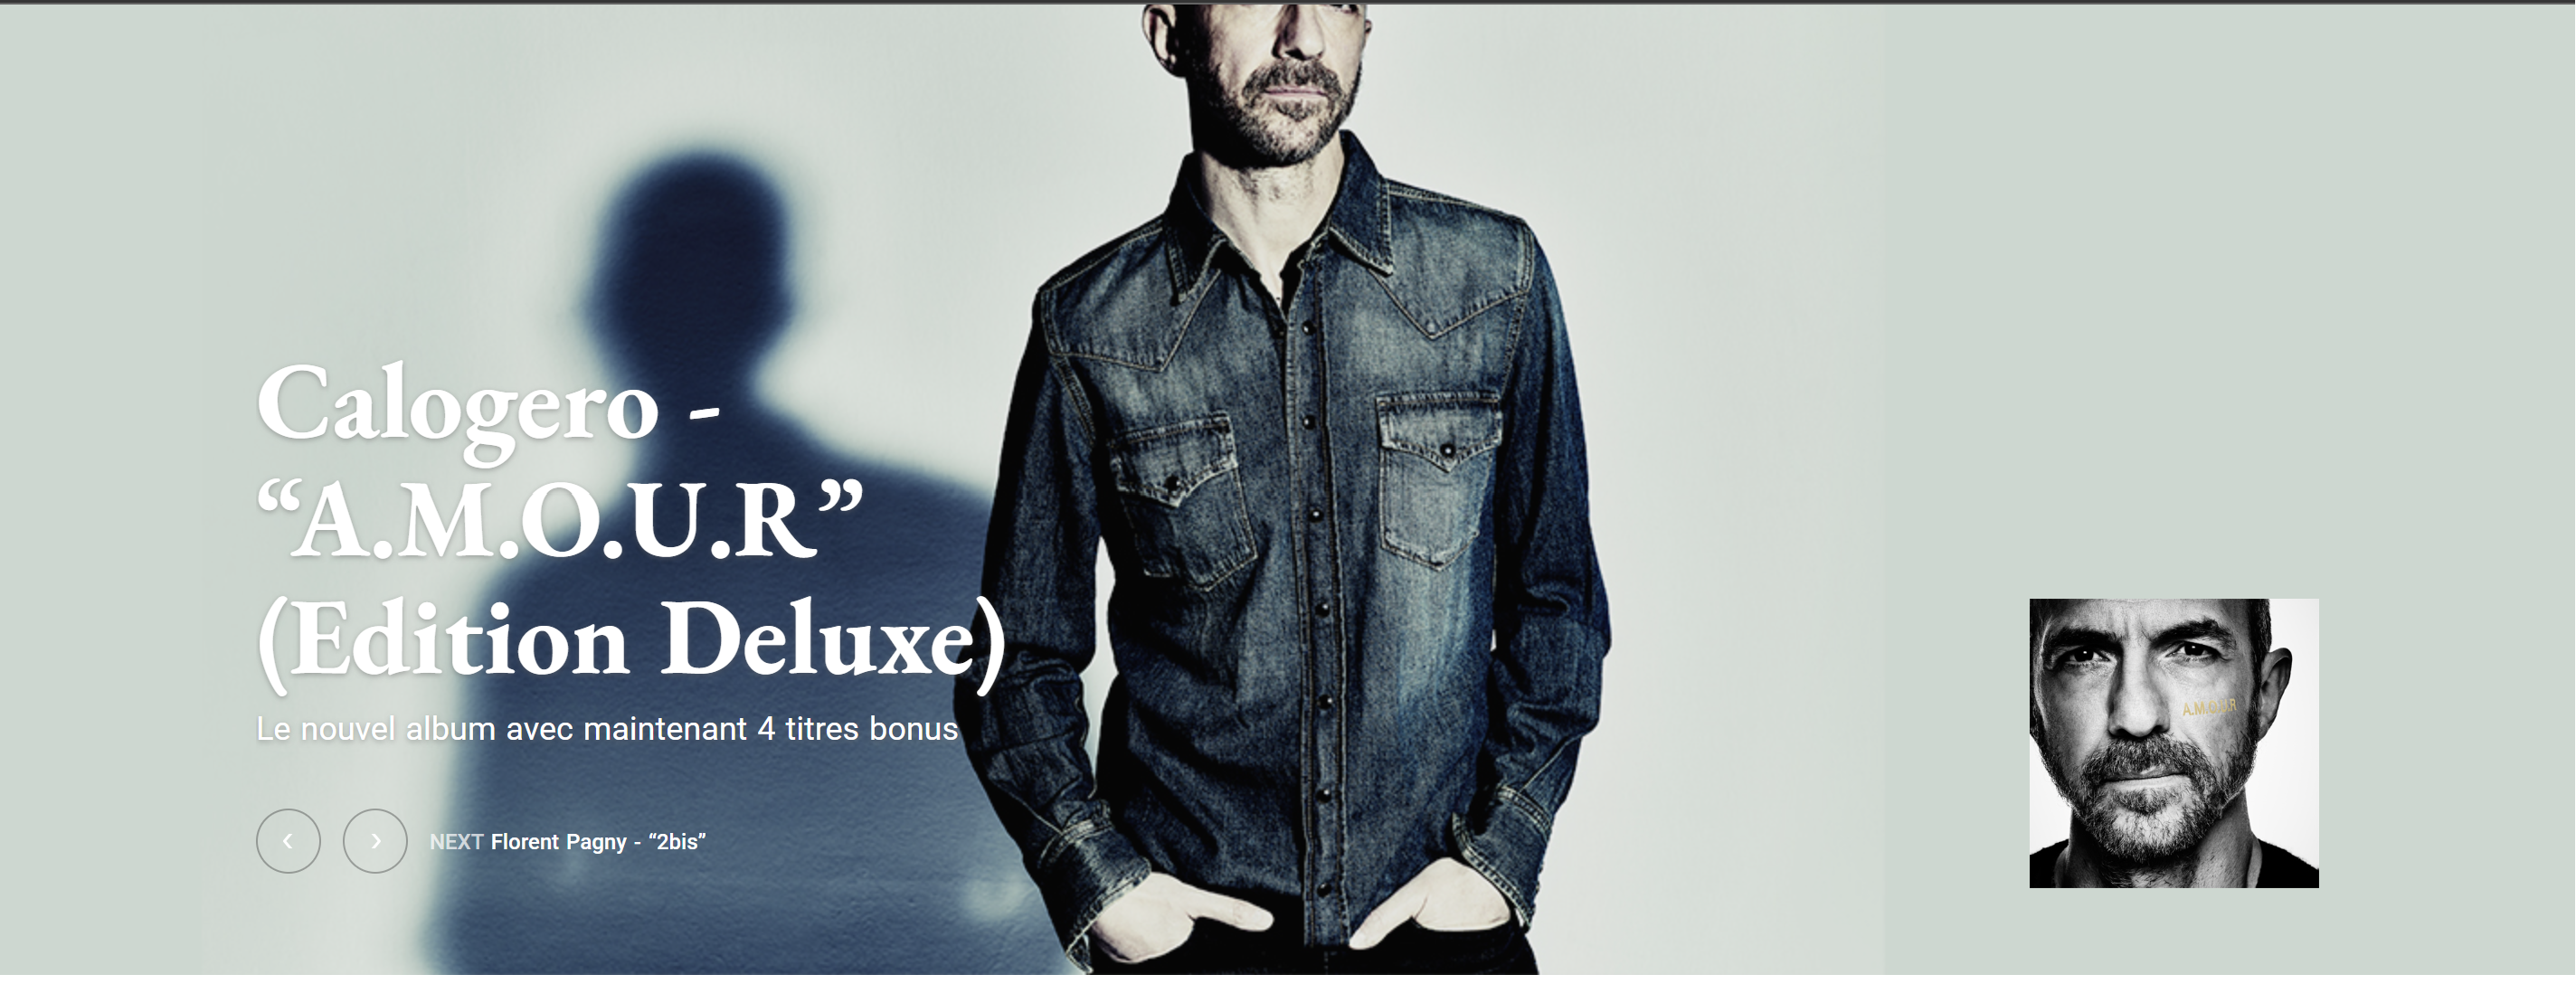 Calogero -
“A.M.O.U.R”
(Edition Deluxe)
Le nouvel album avec maintenant 4 titres bonus
NEXT Florent Pagny - “2bis”
A.M.O.U.R